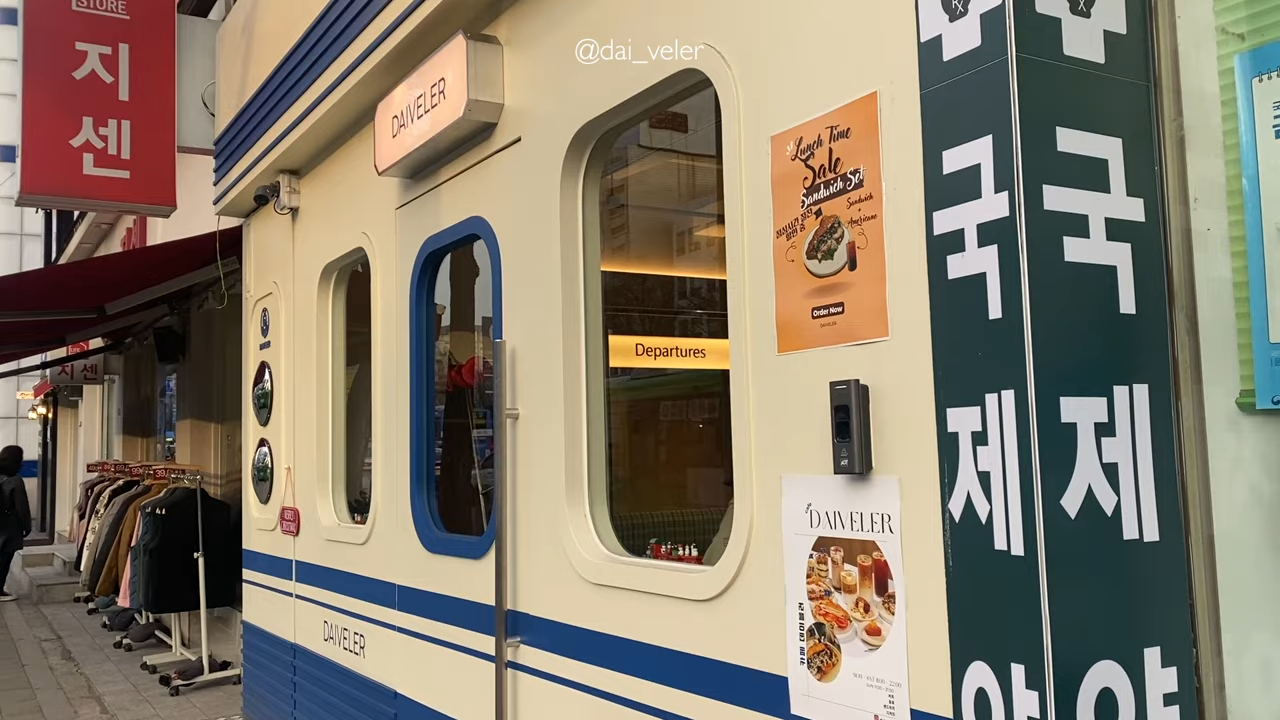 @dai_veler
STORE
지
센
DAIVELER
Lunch Time
Sale
Sandwich Set
Sandwich
+
Americano
Order Now
DAIVELER
Departures
국
제
약
국
제
약
DAIVELER
지센
DAIVELER